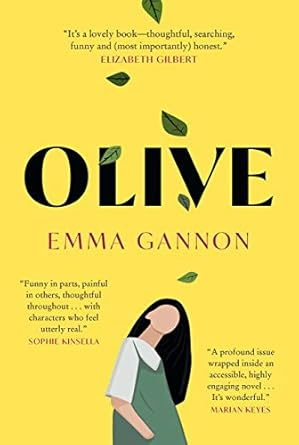 "It's a lovely book—thoughtful, searching,
funny and (most importantly) honest."
ELIZABETH GILBERT
OLIVE
EMMA GANNON
"Funny in parts, painful
in others, thoughtful
throughout . . . with
characters who feel
utterly real."
SOPHIE KINSELLA
"A profound issue
wrapped inside an
accessible, highly
engaging novel . . .
It's wonderful."
MARIAN KEYES